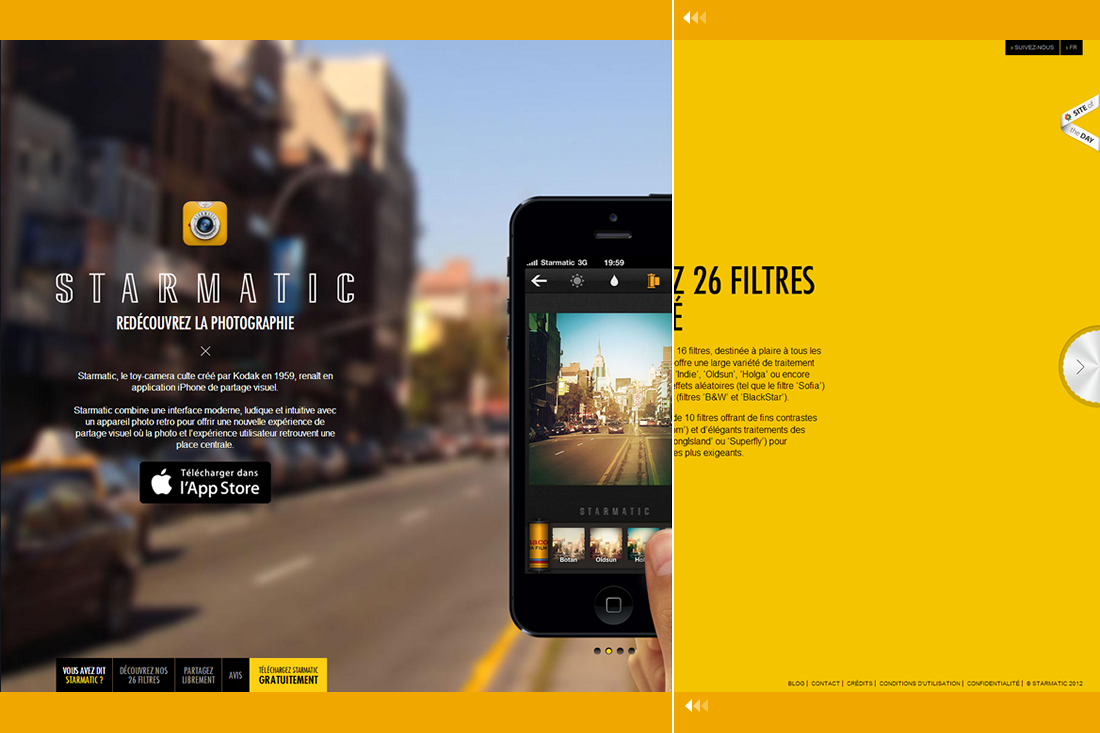 STARMATIC
REDÉCOUVREZ LA PHOTOGRAPHIE
Starmatic, le toy-camera culte créé par Kodak en 1959, renaît en
application iPhone de partage visuel.
Starmatic combine une interface moderne, ludique et intuitive avec
un appareil photo retro pour offrir une nouvelle expérience de
partage visuel où la photo et l'expérience utilisateur retrouvent une
place centrale.
Télécharger dans
l'App Store
VOUS AVEZ DIT
STARMATIC ?
DÉCOUVREZ NOS
26 FILTRES
PARTAGEZ
LIBREMENT
AVIS
TÉLÉCHARGEZ STARMATIC
GRATUITEMENT
Starmatic 3G 19:59
STARMATIC
Botan Oldsun
› SUIVEZ-NOUS › FR
SITE of
the DAY
Z 26 FILTRES
É
16 filtres, destinée à plaire à tous les
offre une large variété de traitement
'Indie', 'Oldsun', 'Holga' ou encore
effets aléatoires (tel que le filtre 'Sofia')
(filtres 'B&W' et 'BlackStar').
de 10 filtres offrant de fins contrastes
om') et d'élégants traitements des
ongIsland' ou 'Superfly') pour
es plus exigeants.
BLOG | CONTACT | CRÉDITS | CONDITIONS D'UTILISATION | CONFIDENTIALITÉ | © STARMATIC 2012